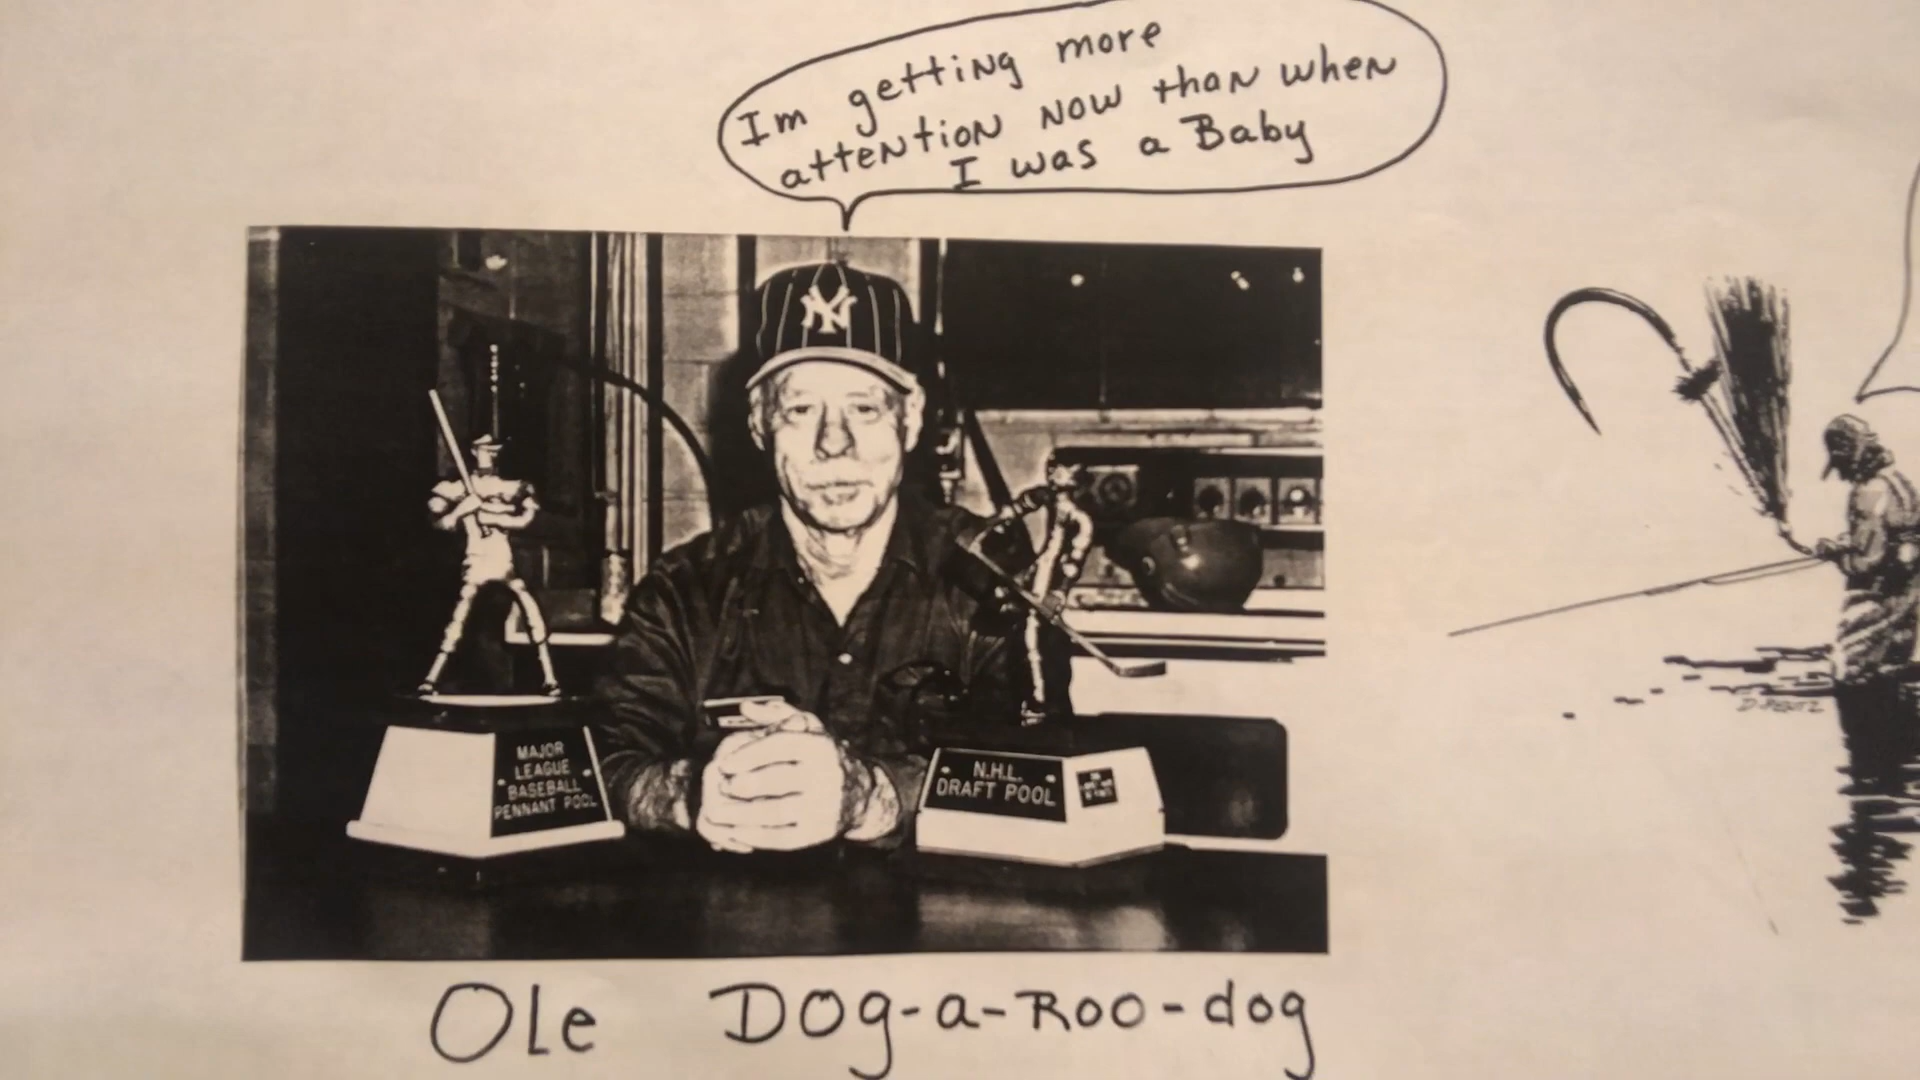 Im getting more
attention now than when
I was a Baby
NY
MAJOR
LEAGUE
BASEBALL
PENNANT POOL
N.H.L.
DRAFT POOL
Ole Dog-a-Roo-dog